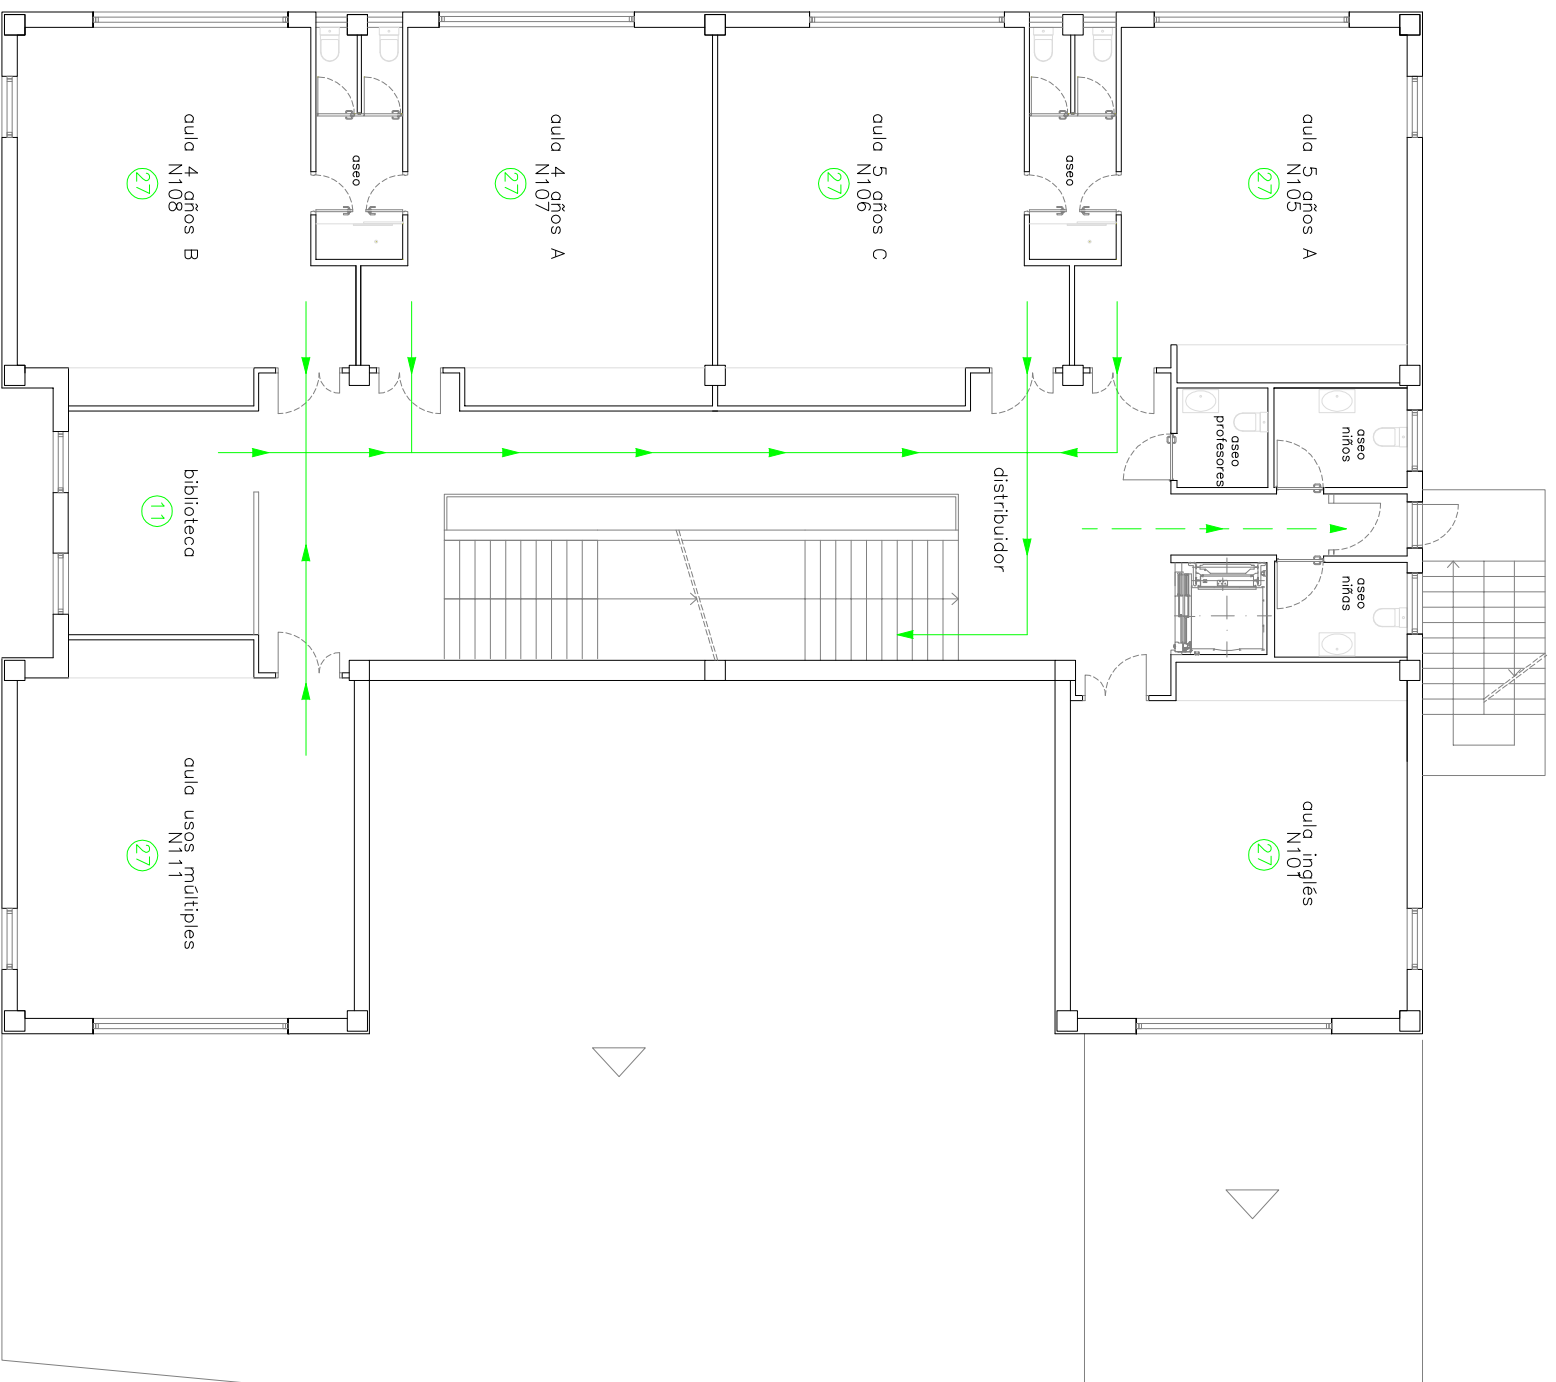 aula 4 años B
N108
27
aseo
aula 4 años A
N107
27
aula 5 años C
N106
27
aseo
aula 5 años A
N105
27
biblioteca
11
distribuidor
aseo
profesores
aseo
niños
aseo
niñas
aula usos múltiples
N111
27
aula inglés
N101
27